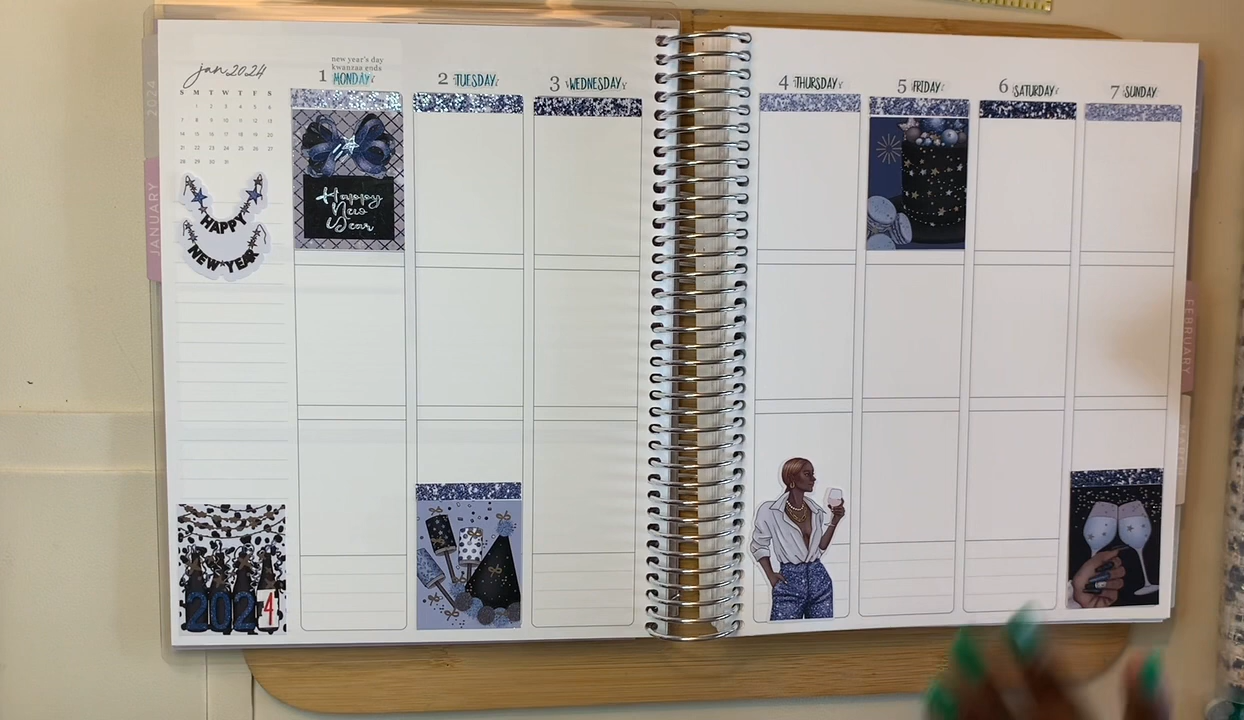 jan 2024
S M T W T F S
1 2 3 4 5 6
7 8 9 10 11 12 13
14 15 16 17 18 19 20
21 22 23 24 25 26 27
28 29 30 31
HAPPY
NEW YEAR
2024
new year's day
kwanzaa ends
1 MONDAY
Happy
New
Year
2 TUESDAY
3 WEDNESDAY
4 THURSDAY
5 FRIDAY
6 SATURDAY
7 SUNDAY
2024
JANUARY
FEBRUARY
MARCH